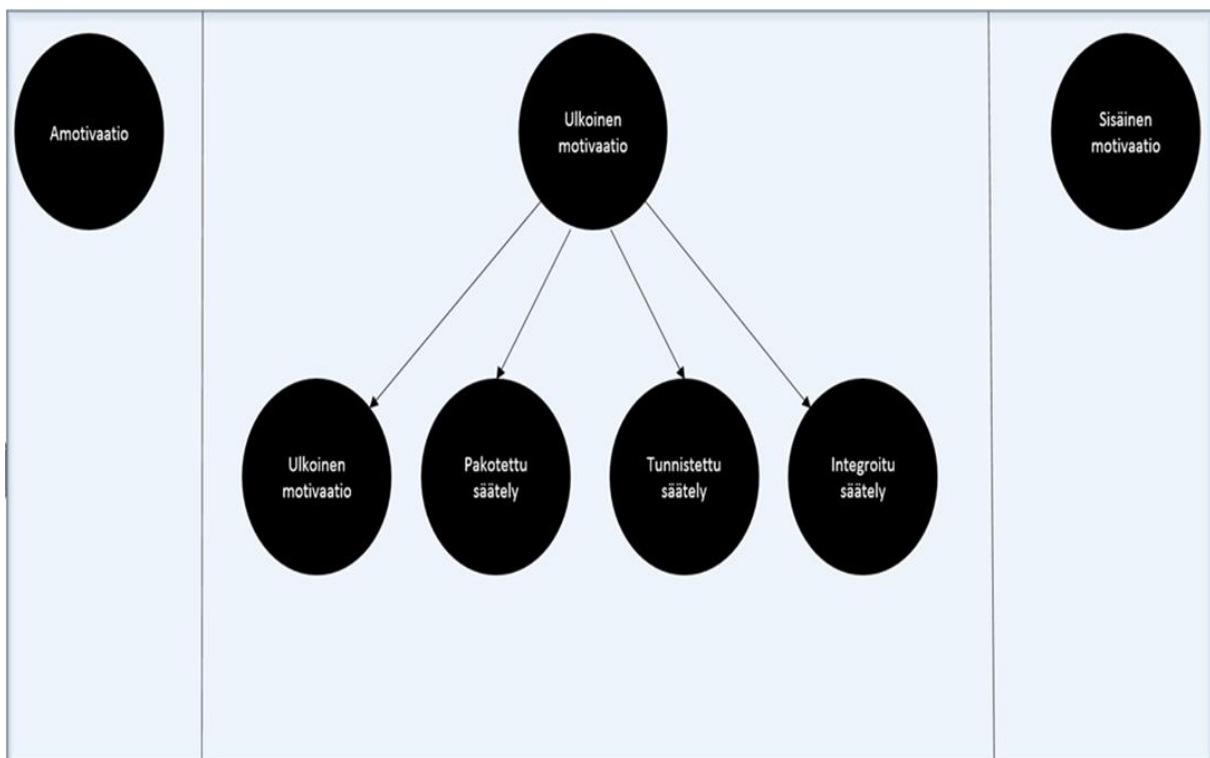 Amotivaatio
Ulkoinen
motivaatio
Sisäinen
motivaatio
Ulkoinen
motivaatio
Pakotettu
säätely
Tunnistettu
säätely
Integroitu
säätely